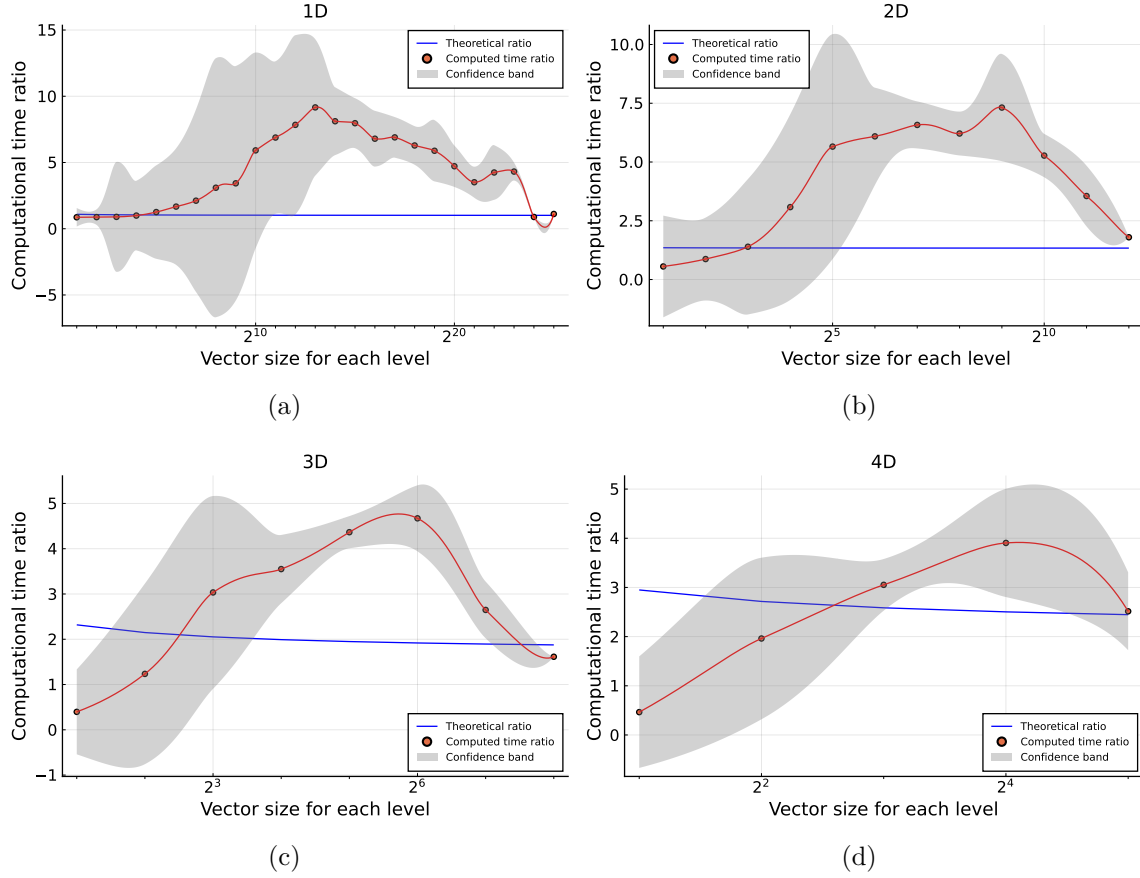 1D
Computational time ratio
15
10
5
0
−5
2^10
2^20
Vector size for each level
Theoretical ratio
Computed time ratio
Confidence band
(a)
2D
Computational time ratio
10.0
7.5
5.0
2.5
0.0
2^5
2^10
Vector size for each level
Theoretical ratio
Computed time ratio
Confidence band
(b)
3D
Computational time ratio
5
4
3
2
1
0
−1
2^3
2^6
Vector size for each level
Theoretical ratio
Computed time ratio
Confidence band
(c)
4D
Computational time ratio
5
4
3
2
1
0
2^2
2^4
Vector size for each level
Theoretical ratio
Computed time ratio
Confidence band
(d)